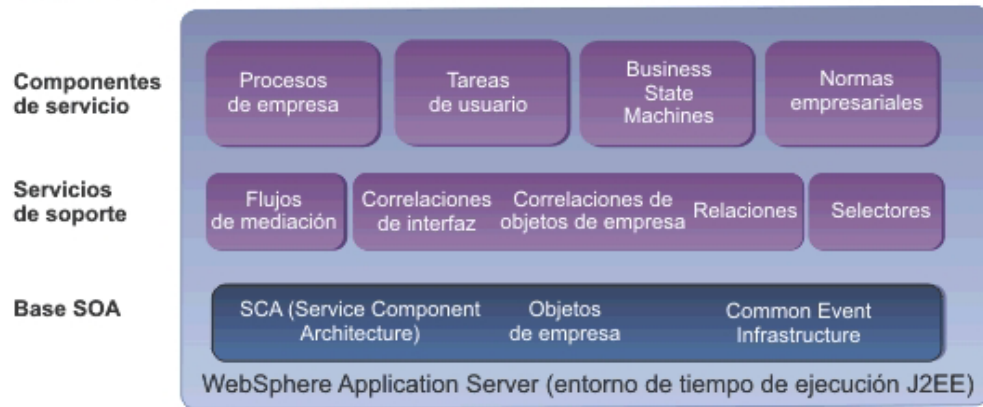 Componentes
de servicio
Procesos
de empresa
Tareas
de usuario
Business
State
Machines
Normas
empresariales
Servicios
de soporte
Flujos
de mediación
Correlaciones
de interfaz
Correlaciones de
objetos de empresa
Relaciones
Selectores
Base SOA
SCA (Service Component
Architecture)
Objetos
de empresa
Common Event
Infrastructure
WebSphere Application Server (entorno de tiempo de ejecución J2EE)